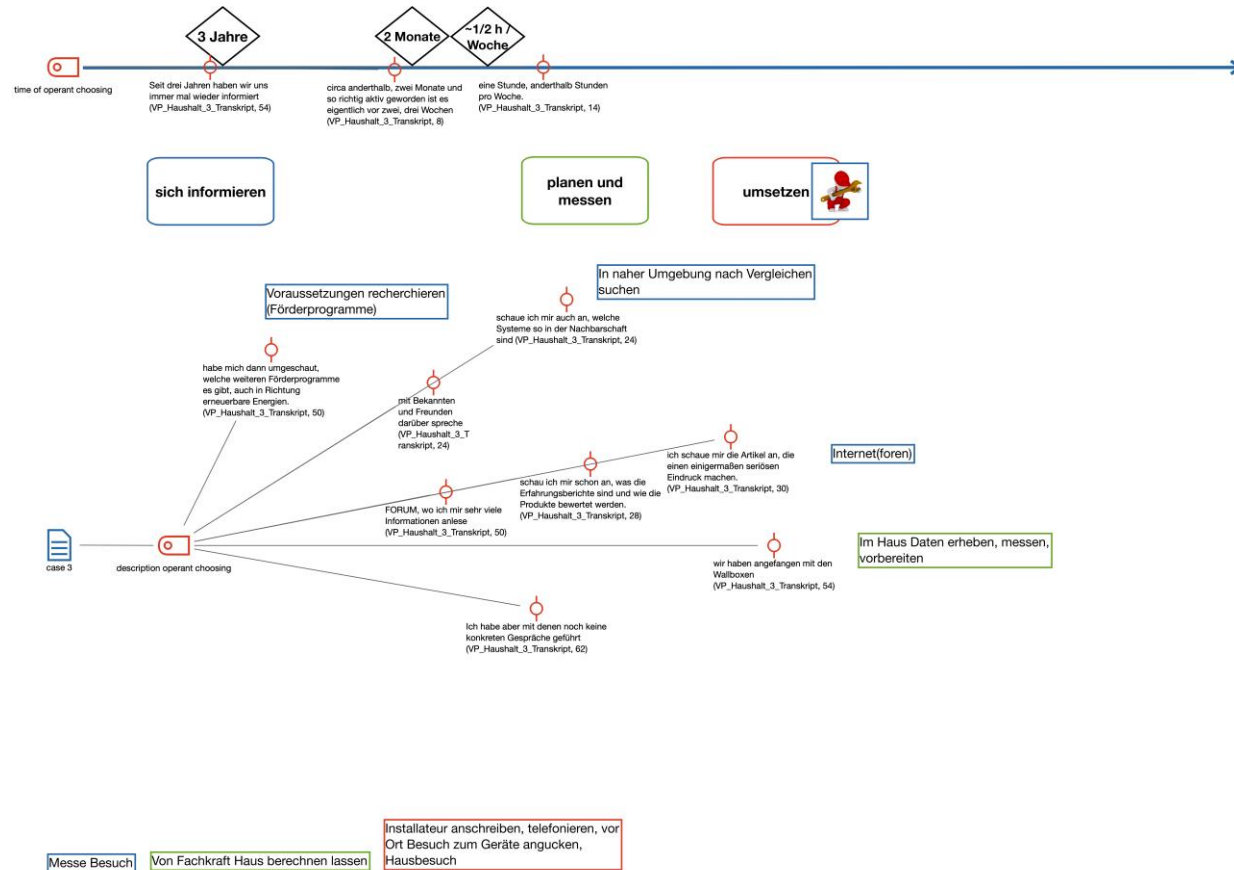 3 Jahre
2 Monate
~1/2 h /
Woche
time of operant choosing
Seit drei Jahren haben wir uns
immer mal wieder informiert
(VP_Haushalt_3_Transkript, 54)
circa anderthalb, zwei Monate und
so richtig aktiv geworden ist es
eigentlich vor zwei, drei Wochen
(VP_Haushalt_3_Transkript, 8)
eine Stunde, anderthalb Stunden
pro Woche.
(VP_Haushalt_3_Transkript, 14)
sich informieren
planen und
messen
umsetzen
In naher Umgebung nach Vergleichen
suchen
Voraussetzungen recherchieren
(Förderprogramme)
schaue ich mir auch an, welche
Systeme so in der Nachbarschaft
sind (VP_Haushalt_3_Transkript, 24)
habe mich dann umgeschaut,
welche weiteren Förderprogramme
es gibt, auch in Richtung
erneuerbare Energien.
(VP_Haushalt_3_Transkript, 50)
mit Bekannten
und Freunden
darüber spreche
(VP_Haushalt_3_T
ranskript, 24)
ich schaue mir die Artikel an, die
einen einigermaßen seriösen
Eindruck machen.
(VP_Haushalt_3_Transkript, 30)
Internet(foren)
schau ich mir schon an, was die
Erfahrungsberichte sind und wie die
Produkte bewertet werden.
(VP_Haushalt_3_Transkript, 28)
FORUM, wo ich mir sehr viele
Informationen anlese
(VP_Haushalt_3_Transkript, 50)
case 3
description operant choosing
wir haben angefangen mit den
Wallboxen
(VP_Haushalt_3_Transkript, 54)
Im Haus Daten erheben, messen,
vorbereiten
Ich habe aber mit denen noch keine
konkreten Gespräche geführt
(VP_Haushalt_3_Transkript, 62)
Messe Besuch
Von Fachkraft Haus berechnen lassen
Installateur anschreiben, telefonieren, vor
Ort Besuch zum Geräte angucken,
Hausbesuch